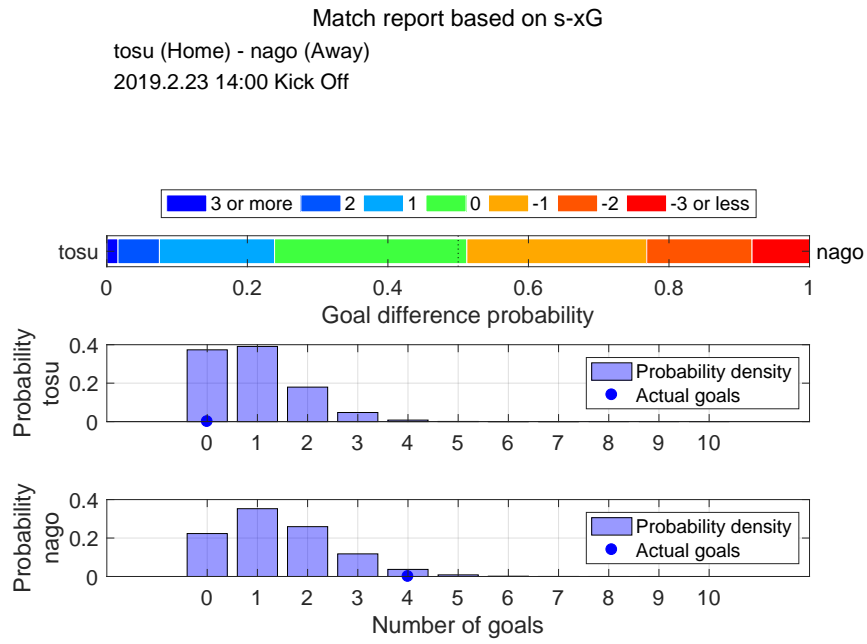 Match report based on s-xG
tosu (Home) - nago (Away)
2019.2.23 14:00 Kick Off
3 or more 2 1 0 -1 -2 -3 or less
tosu nago
0 0.2 0.4 0.6 0.8 1
Goal difference probability
Probability
tosu
0.4
0.2
0
Probability density
Actual goals
0 1 2 3 4 5 6 7 8 9 10
Probability
nago
0.4
0.2
0
Probability density
Actual goals
0 1 2 3 4 5 6 7 8 9 10
Number of goals